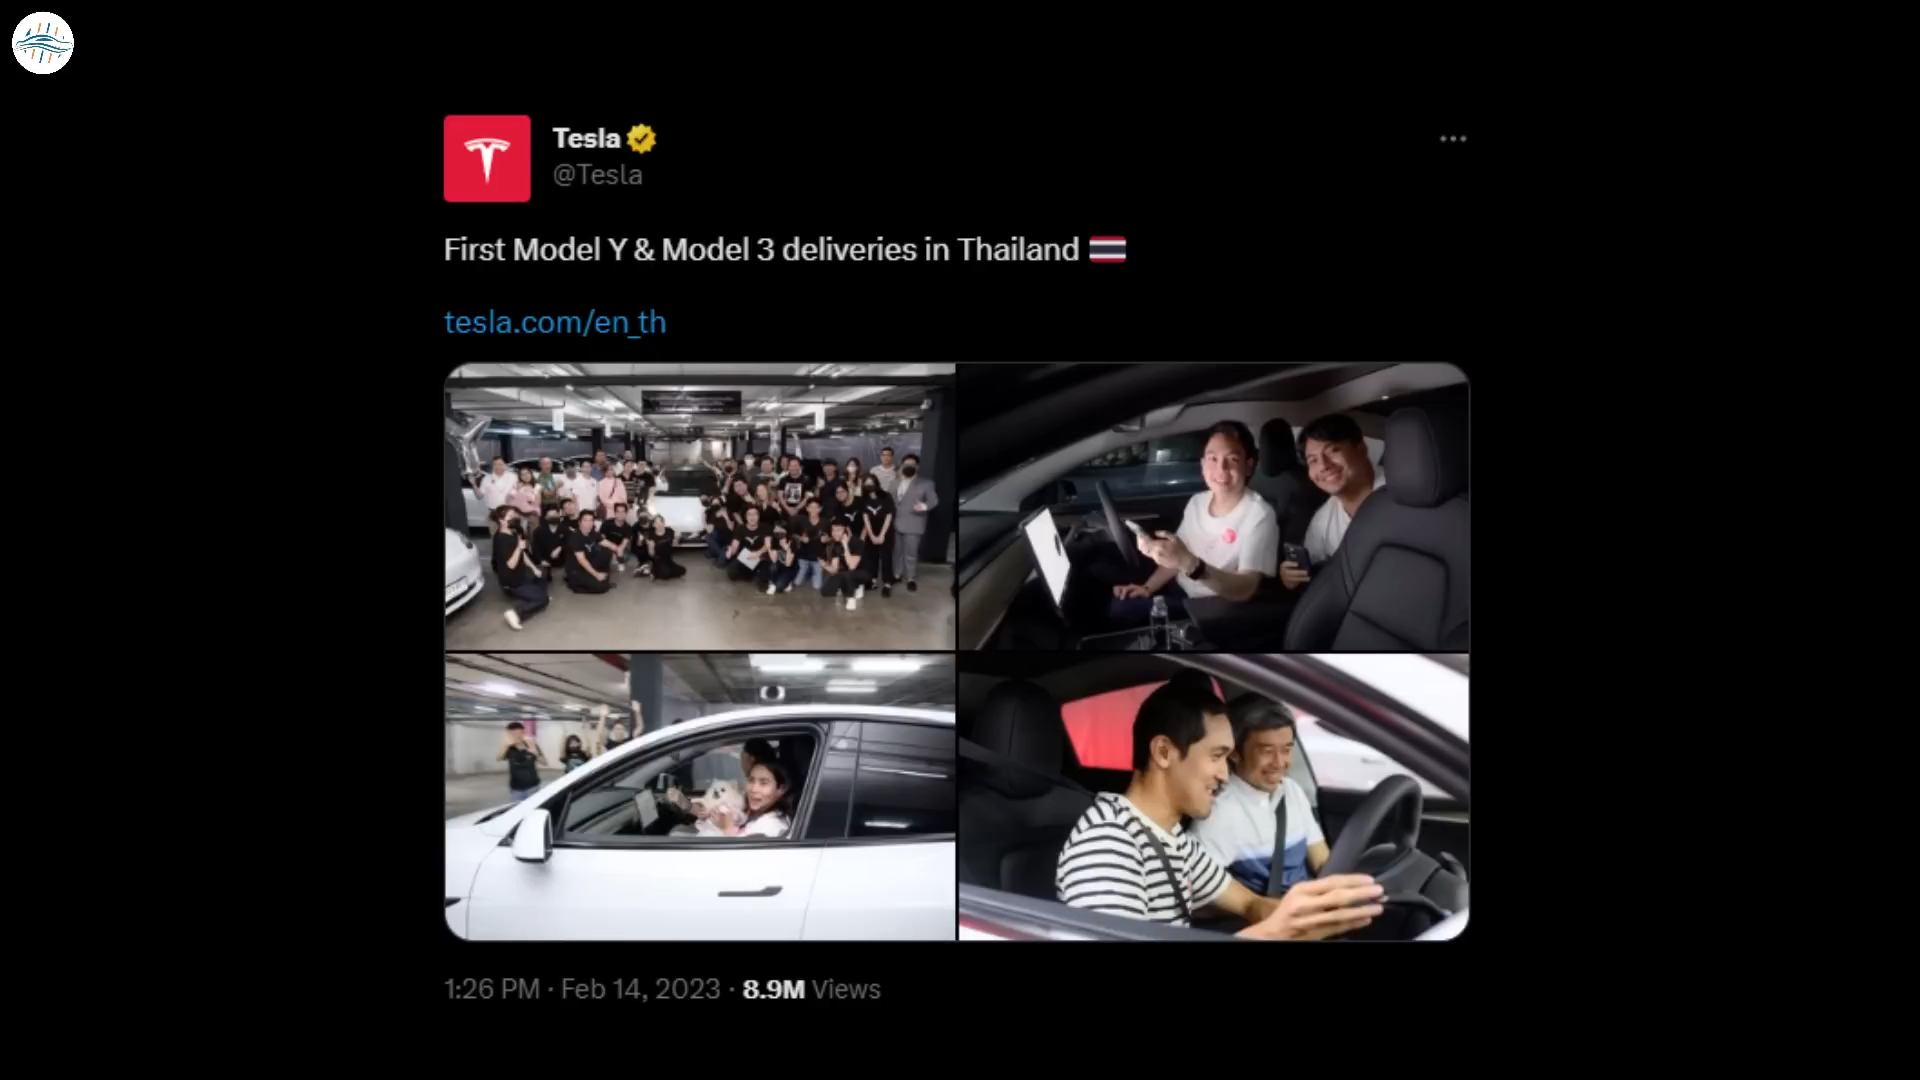 Tesla
@Tesla
First Model Y & Model 3 deliveries in Thailand
tesla.com/en_th
1:26 PM · Feb 14, 2023 · 8.9M Views